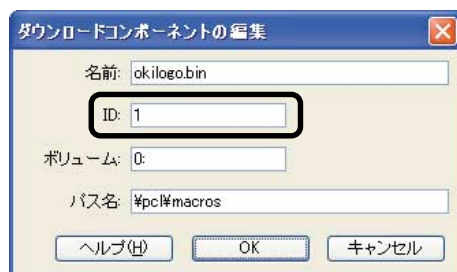 ダウンロードコンポーネントの編集
名前: okilogo.bin
ID: 1
ボリューム: 0:
パス名: ¥pcl¥macros
ヘルプ(H) OK キャンセル